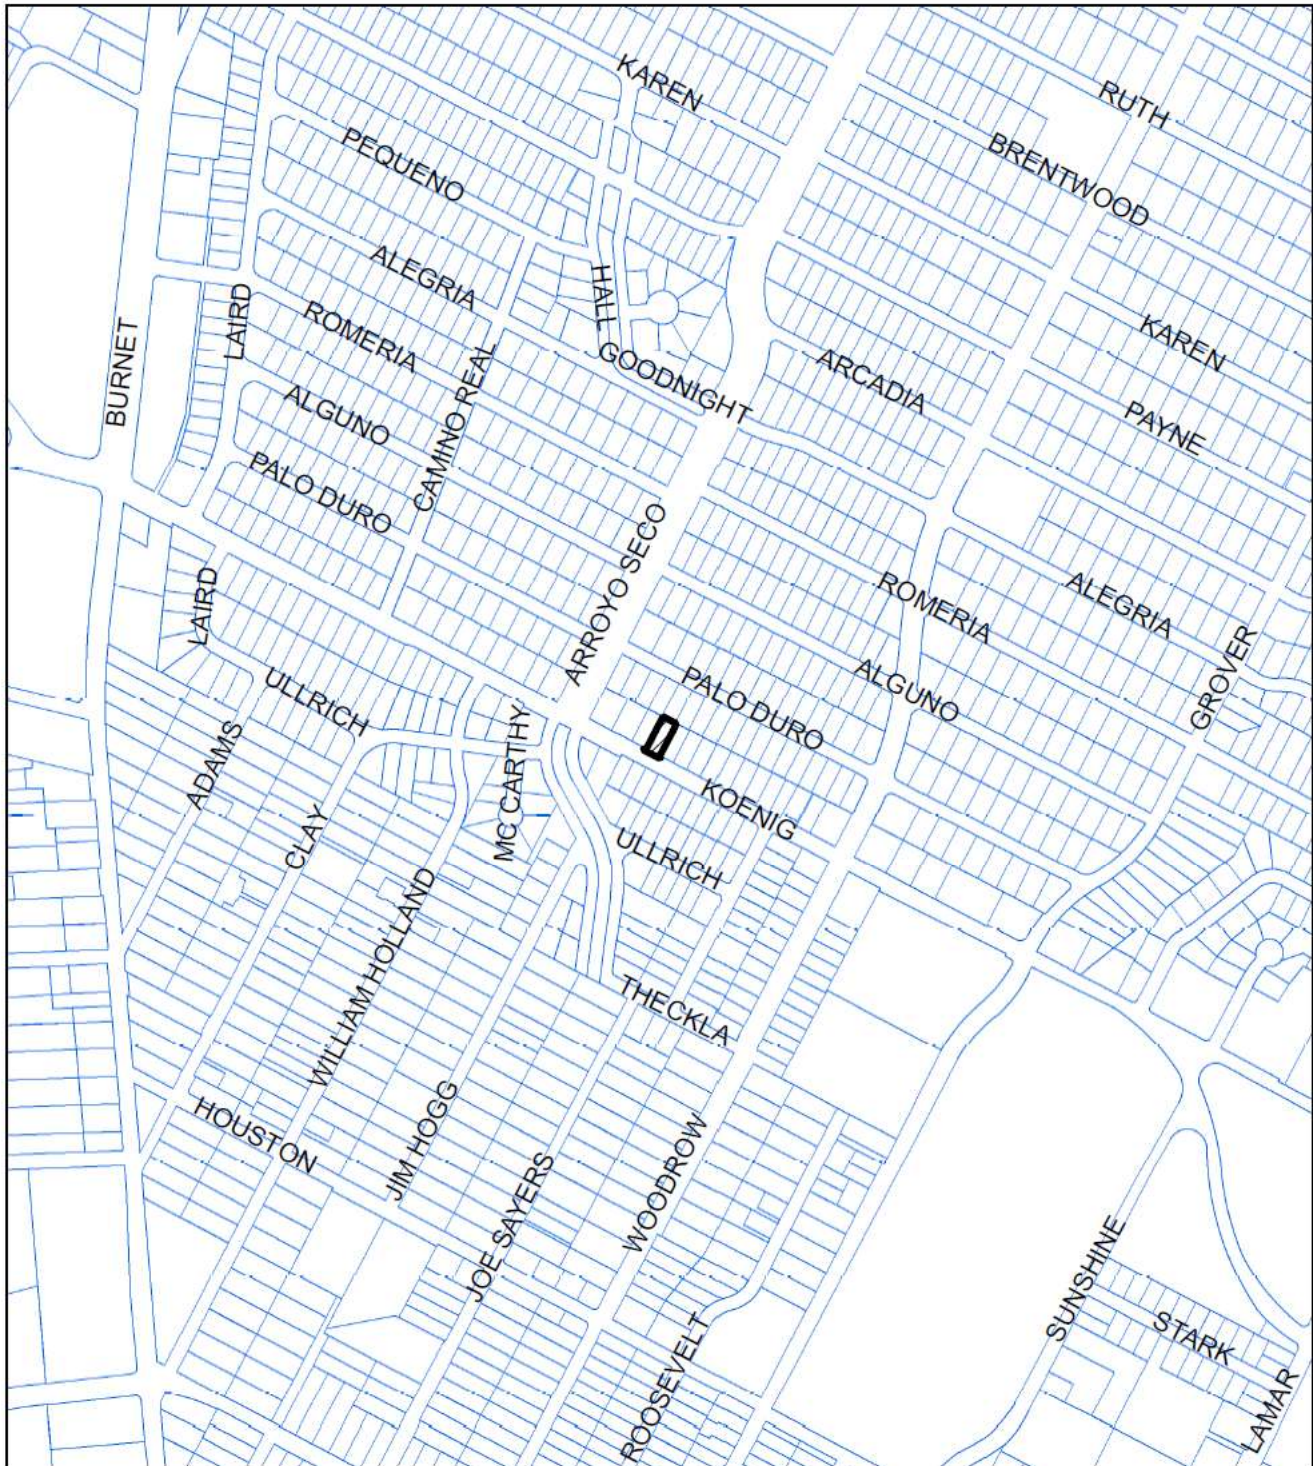 KAREN
RUTH
PEQUENO
BRENTWOOD
ALEGRIA
HALL
LAIRD
ROMERIA
KAREN
BURNET
CAMINO REAL
GOODNIGHT
ARCADIA
ALGUNO
PAYNE
PALO DURO
ARROYO SECO
LAIRD
ROMERIA
ALEGRIA
ULLRICH
PALO DURO
ALGUNO
GROVER
ADAMS
MC CARTHY
CLAY
KOENIG
ULLRICH
WILLIAM HOLLAND
THECKLA
HOUSTON
JIM HOGG
JOE SAYERS
WOODROW
SUNSHINE
STARK
ROOSEVELT
LAMAR